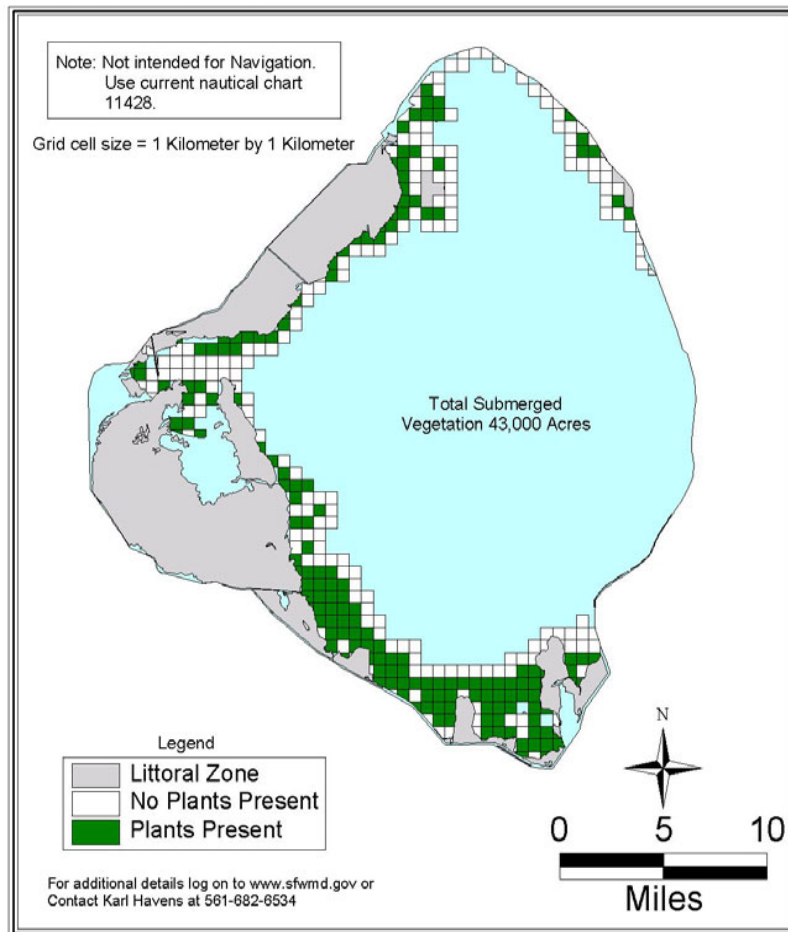 Note: Not intended for Navigation.
Use current nautical chart
11428.
Grid cell size = 1 Kilometer by 1 Kilometer
Total Submerged
Vegetation 43,000 Acres
Legend
Littoral Zone
No Plants Present
Plants Present
N
0 5 10
Miles
For additional details log on to www.sfwmd.gov or
Contact Karl Havens at 561-682-6534